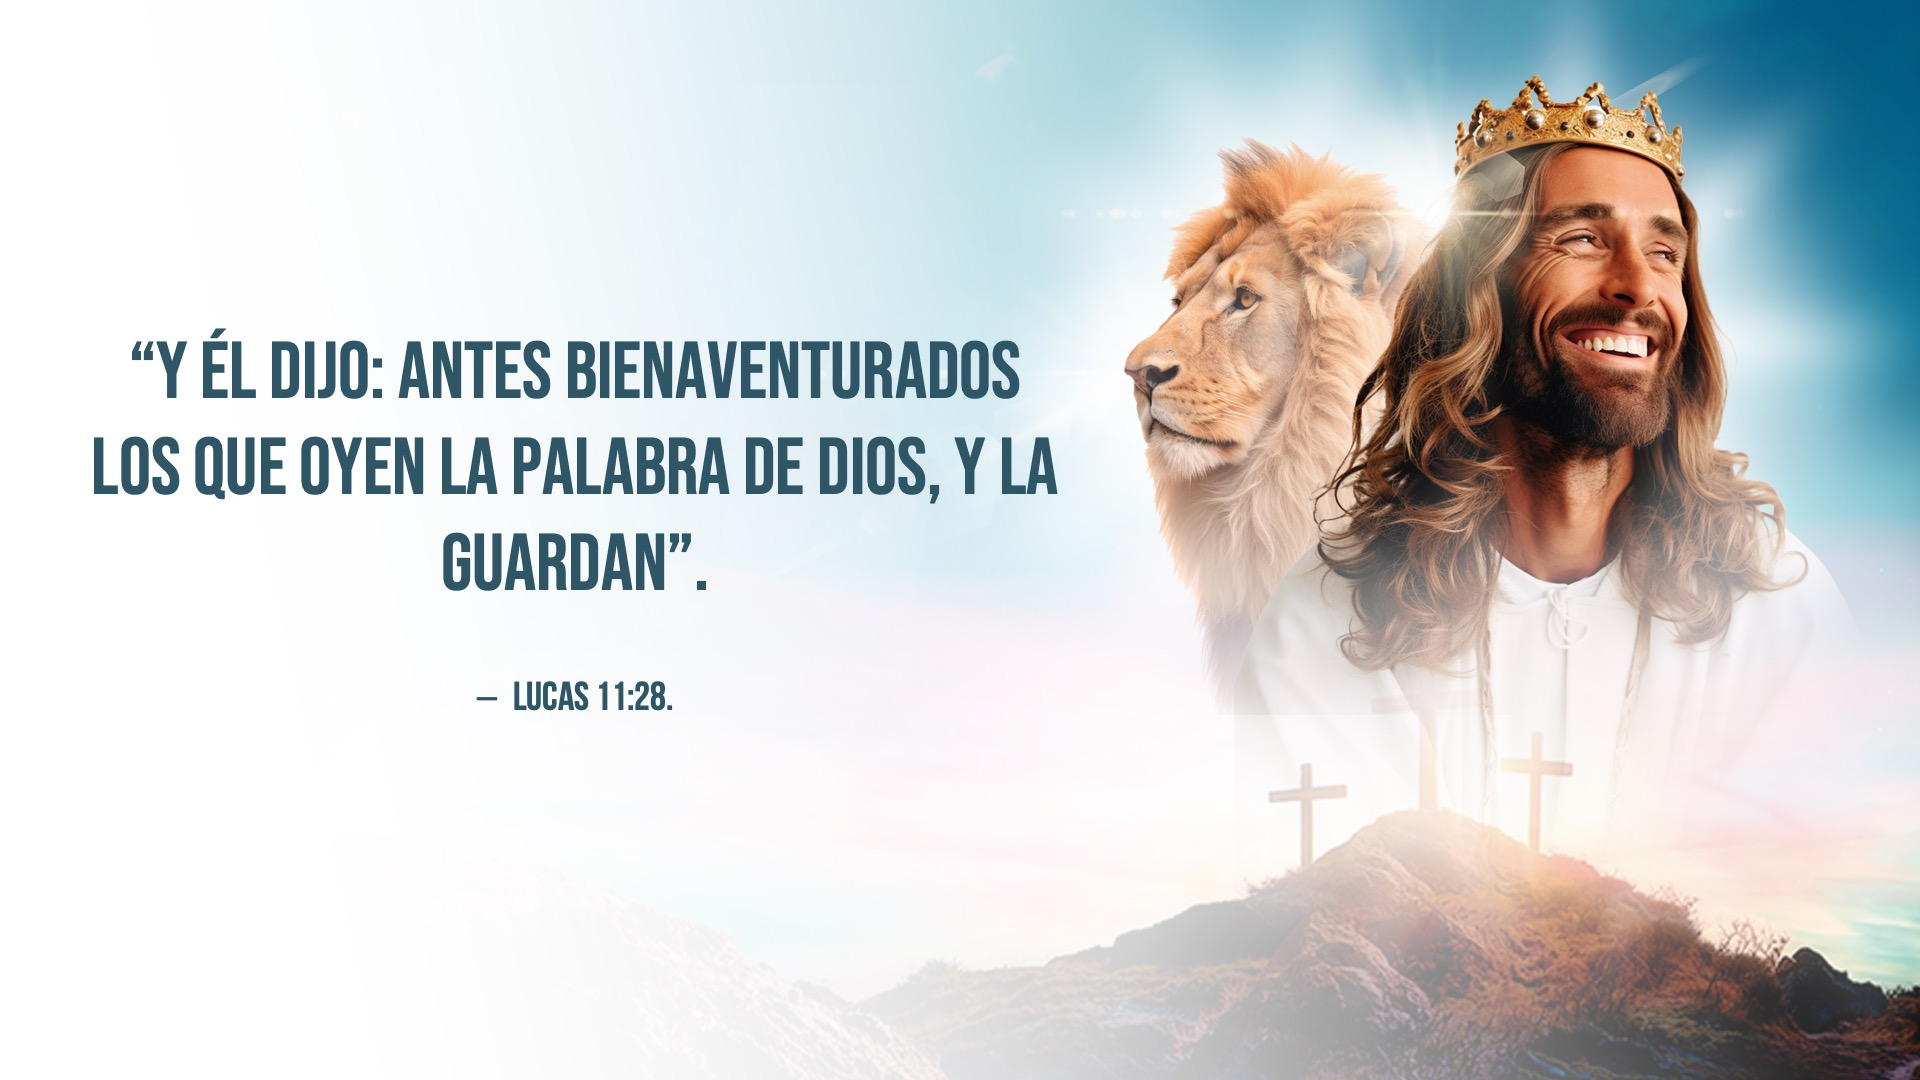 “Y ÉL DIJO: ANTES BIENAVENTURADOS
LOS QUE OYEN LA PALABRA DE DIOS, Y LA
GUARDAN”.
– LUCAS 11:28.